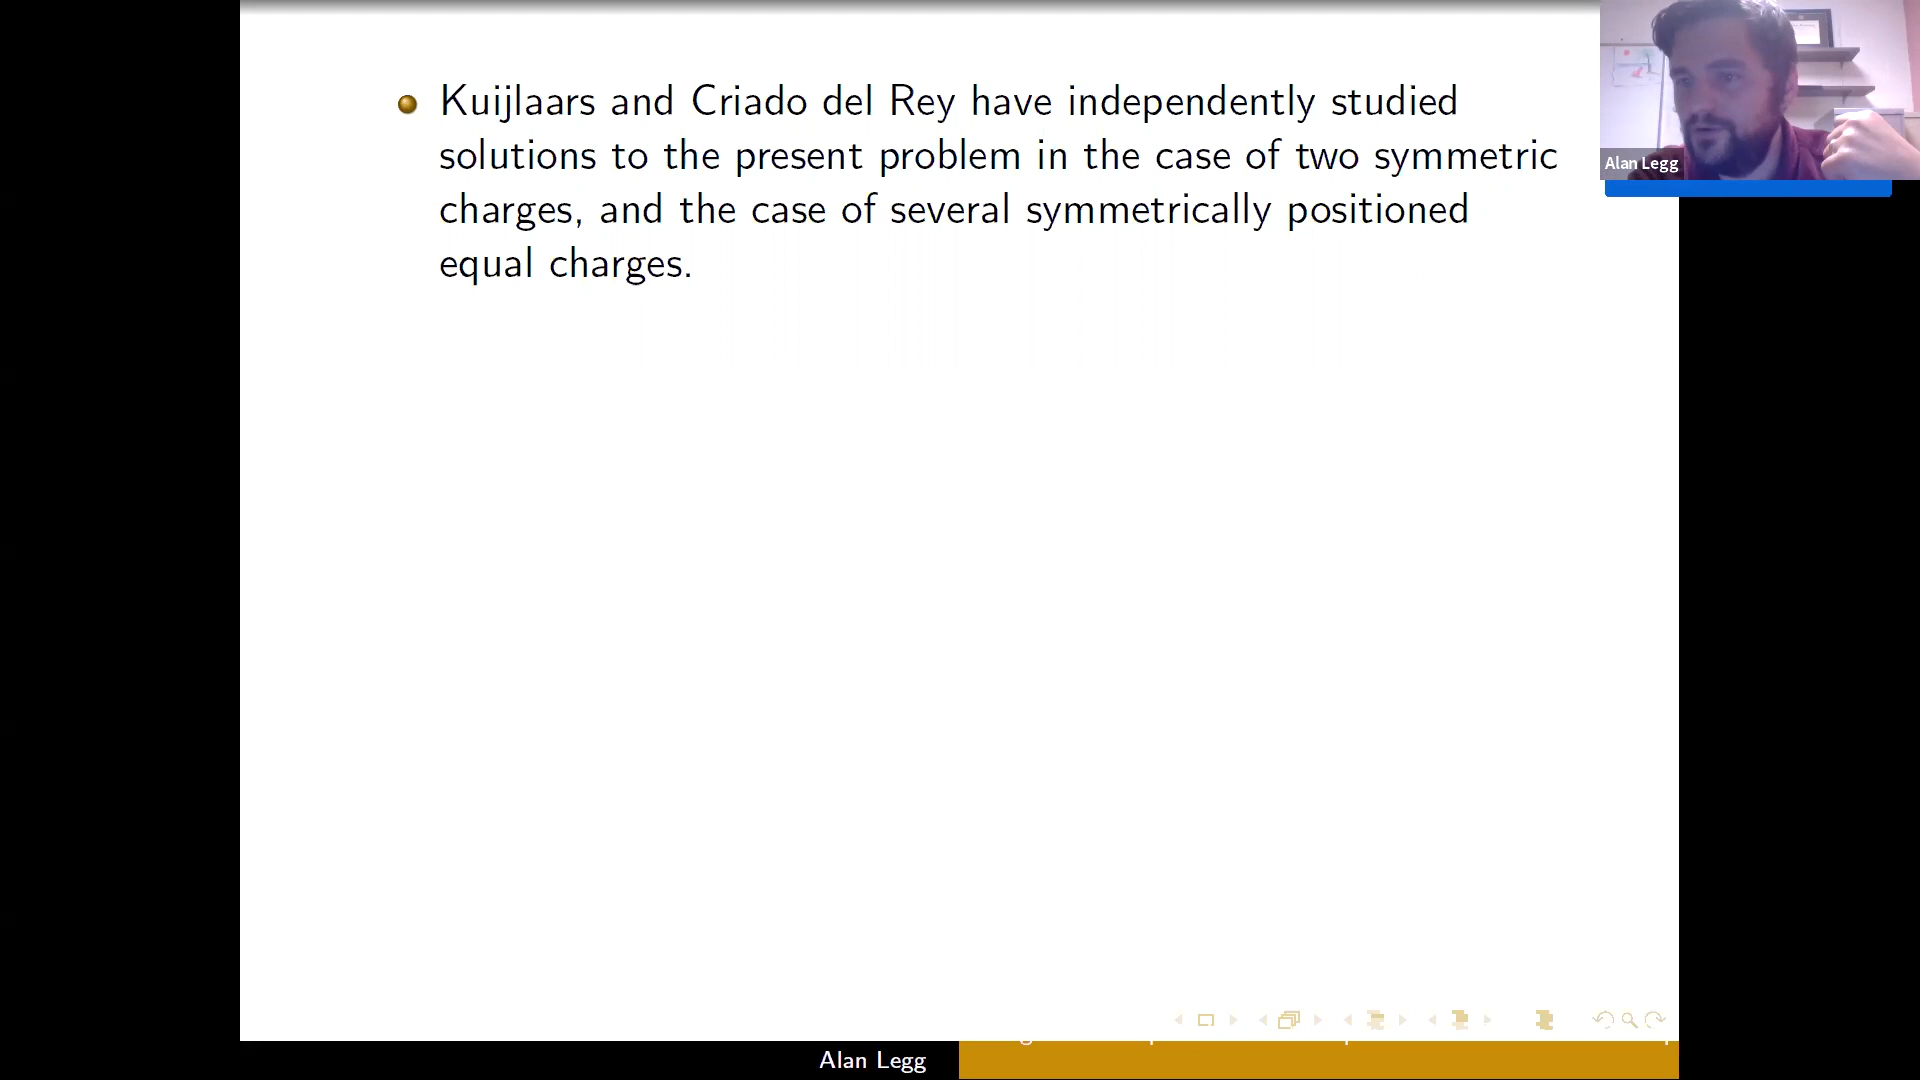 Kuijlaars and Criado del Rey have independently studied
solutions to the present problem in the case of two symmetric
charges, and the case of several symmetrically positioned
equal charges.
Alan Legg
Alan Legg